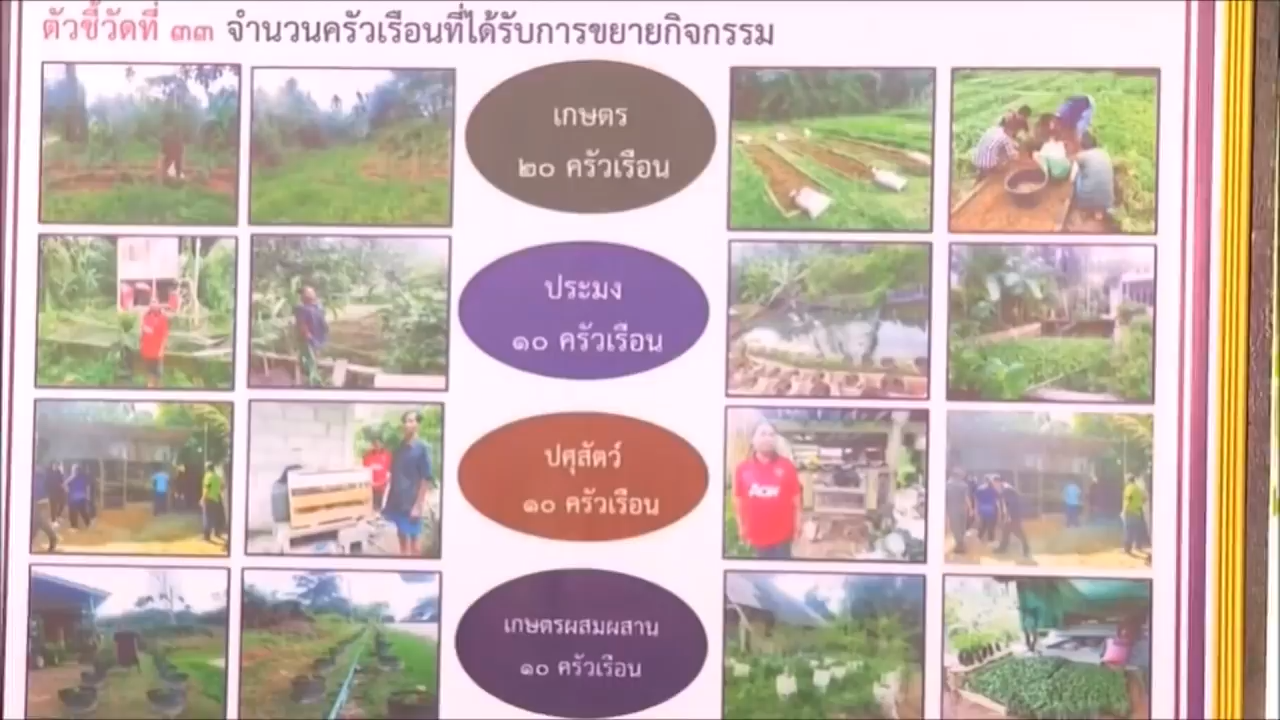 ตัวชี้วัดที่ ๓๓ จำนวนครัวเรือนที่ได้รับการขยายกิจกรรม
เกษตร
๒๐ ครัวเรือน
ประมง
๑๐ ครัวเรือน
ปศุสัตว์
๑๐ ครัวเรือน
AON
เกษตรผสมผสาน
๑๐ ครัวเรือน